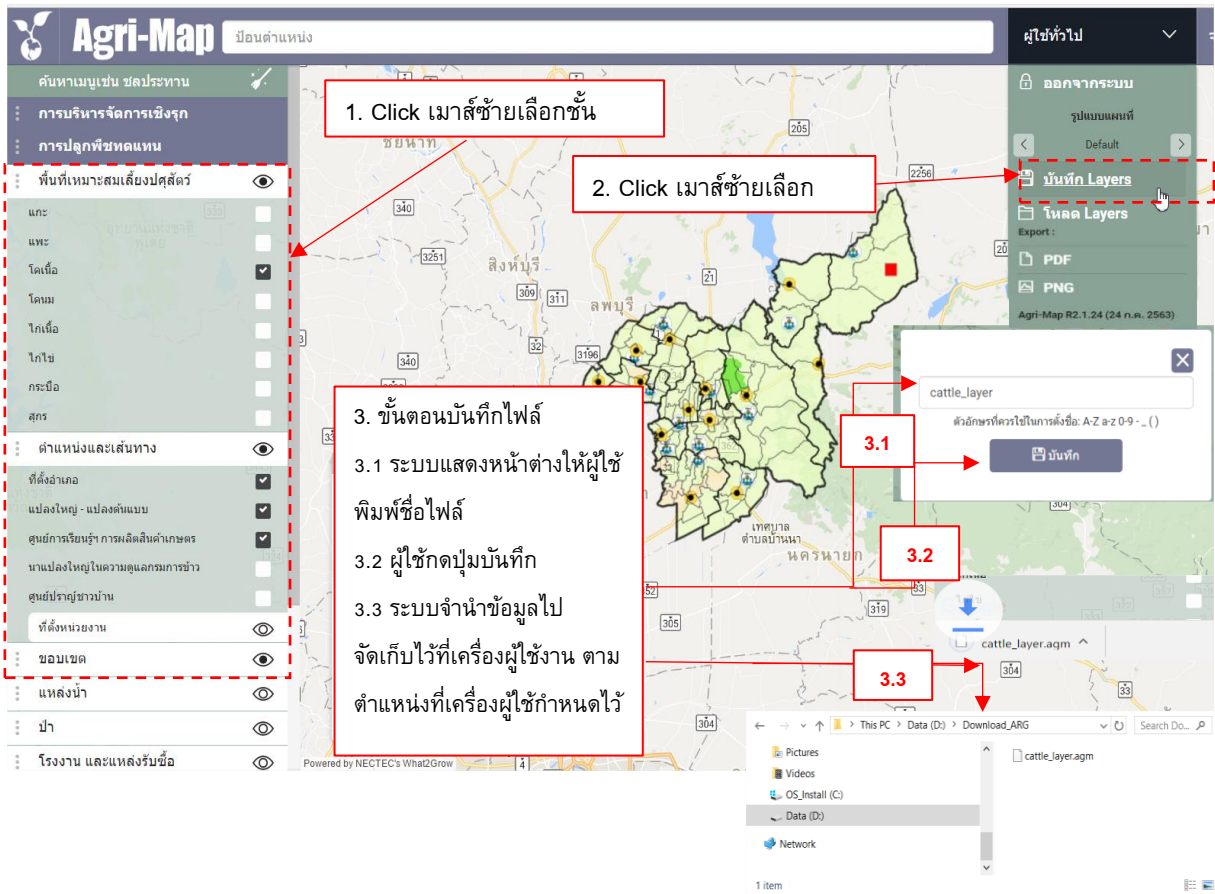 Agri-Map
ป้อนตำแหน่ง
ผู้ใช้ทั่วไป
ค้นหาเมนูเช่น ชลประทาน
การบริหารจัดการเชิงรุก
การปลูกพืชทดแทน
พื้นที่เหมาะสมเลี้ยงปศุสัตว์
แกะ
แพะ
โคเนื้อ
โคนม
ไก่เนื้อ
ไกไข่
กระบือ
สุกร
ตำแหน่งและเส้นทาง
ที่ตั้งอำเภอ
แปลงใหญ่ - แปลงต้นแบบ
ศูนย์การเรียนรู้ฯ การผลิตสินค้าเกษตร
นาแปลงใหญ่ในความดูแลกรมการข้าว
ศูนย์ปราญ์ชาวบ้าน
ที่ตั้งหน่วยงาน
ขอบเขต
แหล่งน้ำ
ป่า
โรงงาน และแหล่งรับซื้อ
1. Click เมาส์ซ้ายเลือกชั้น
2. Click เมาส์ซ้ายเลือก
ออกจากระบบ
รูปแบบแผนที่
Default
บันทึก Layers
โหลด Layers
Export :
PDF
PNG
Agri-Map R2.1.24 (24 ก.ค. 2563)
ชัยนาท
สิงห์บุรี
ลพบุรี
205
2256
340
3251
309
311
21
32
3196
340
เทศบาล
ตำบลบ้านนา
นครนายก
305
319
33
304
304
33
304
4
3. ขั้นตอนบันทึกไฟล์
3.1 ระบบแสดงหน้าต่างให้ผู้ใช้
พิมพ์ชื่อไฟล์
3.2 ผู้ใช้กดปุ่มบันทึก
3.3 ระบบจำนำข้อมูลไป
จัดเก็บไว้ที่เครื่องผู้ใช้งาน ตาม
ตำแหน่งที่เครื่องผู้ใช้กำหนดไว้
cattle_layer
ตัวอักษรที่ควรใช้ในการตั้งชื่อ: A-Z a-z 0-9 - _ ( )
บันทึก
3.1
3.2
3.3
cattle_layer.agm
Powered by NECTEC's What2Grow
This PC > Data (D:) > Download_ARG
Search Do...
Pictures
Videos
OS_Install (C:)
Data (D:)
Network
cattle_layer.agm
1 item